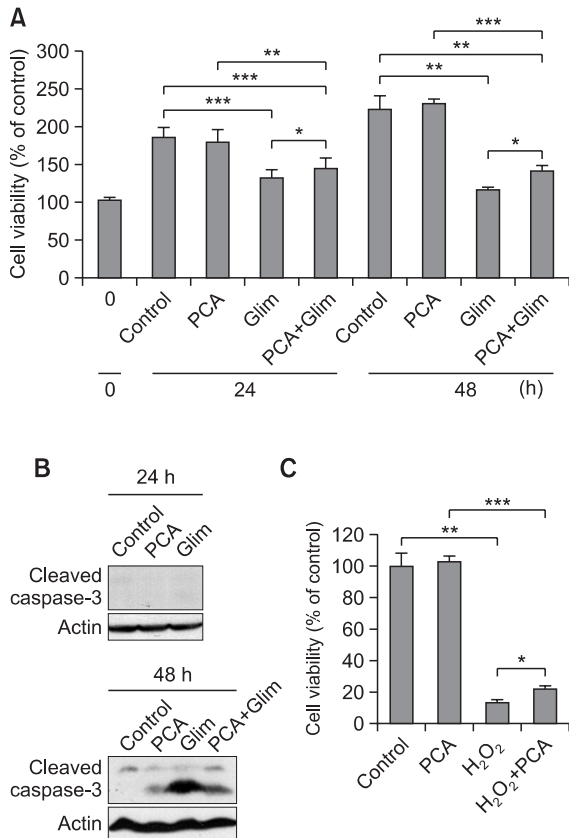 A
Cell viability (% of control)
300
250
200
150
100
50
0
***
**
**
***
**
***
*
*
0
Control
PCA
Glim
PCA+Glim
Control
PCA
Glim
PCA+Glim
0
24
48
(h)
B
24 h
Control
PCA
Glim
Cleaved
caspase-3
Actin
48 h
Control
PCA
Glim
PCA+Glim
Cleaved
caspase-3
Actin
C
Cell viability (% of control)
120
100
80
60
40
20
0
***
**
*
Control
PCA
H₂O₂
H₂O₂+PCA